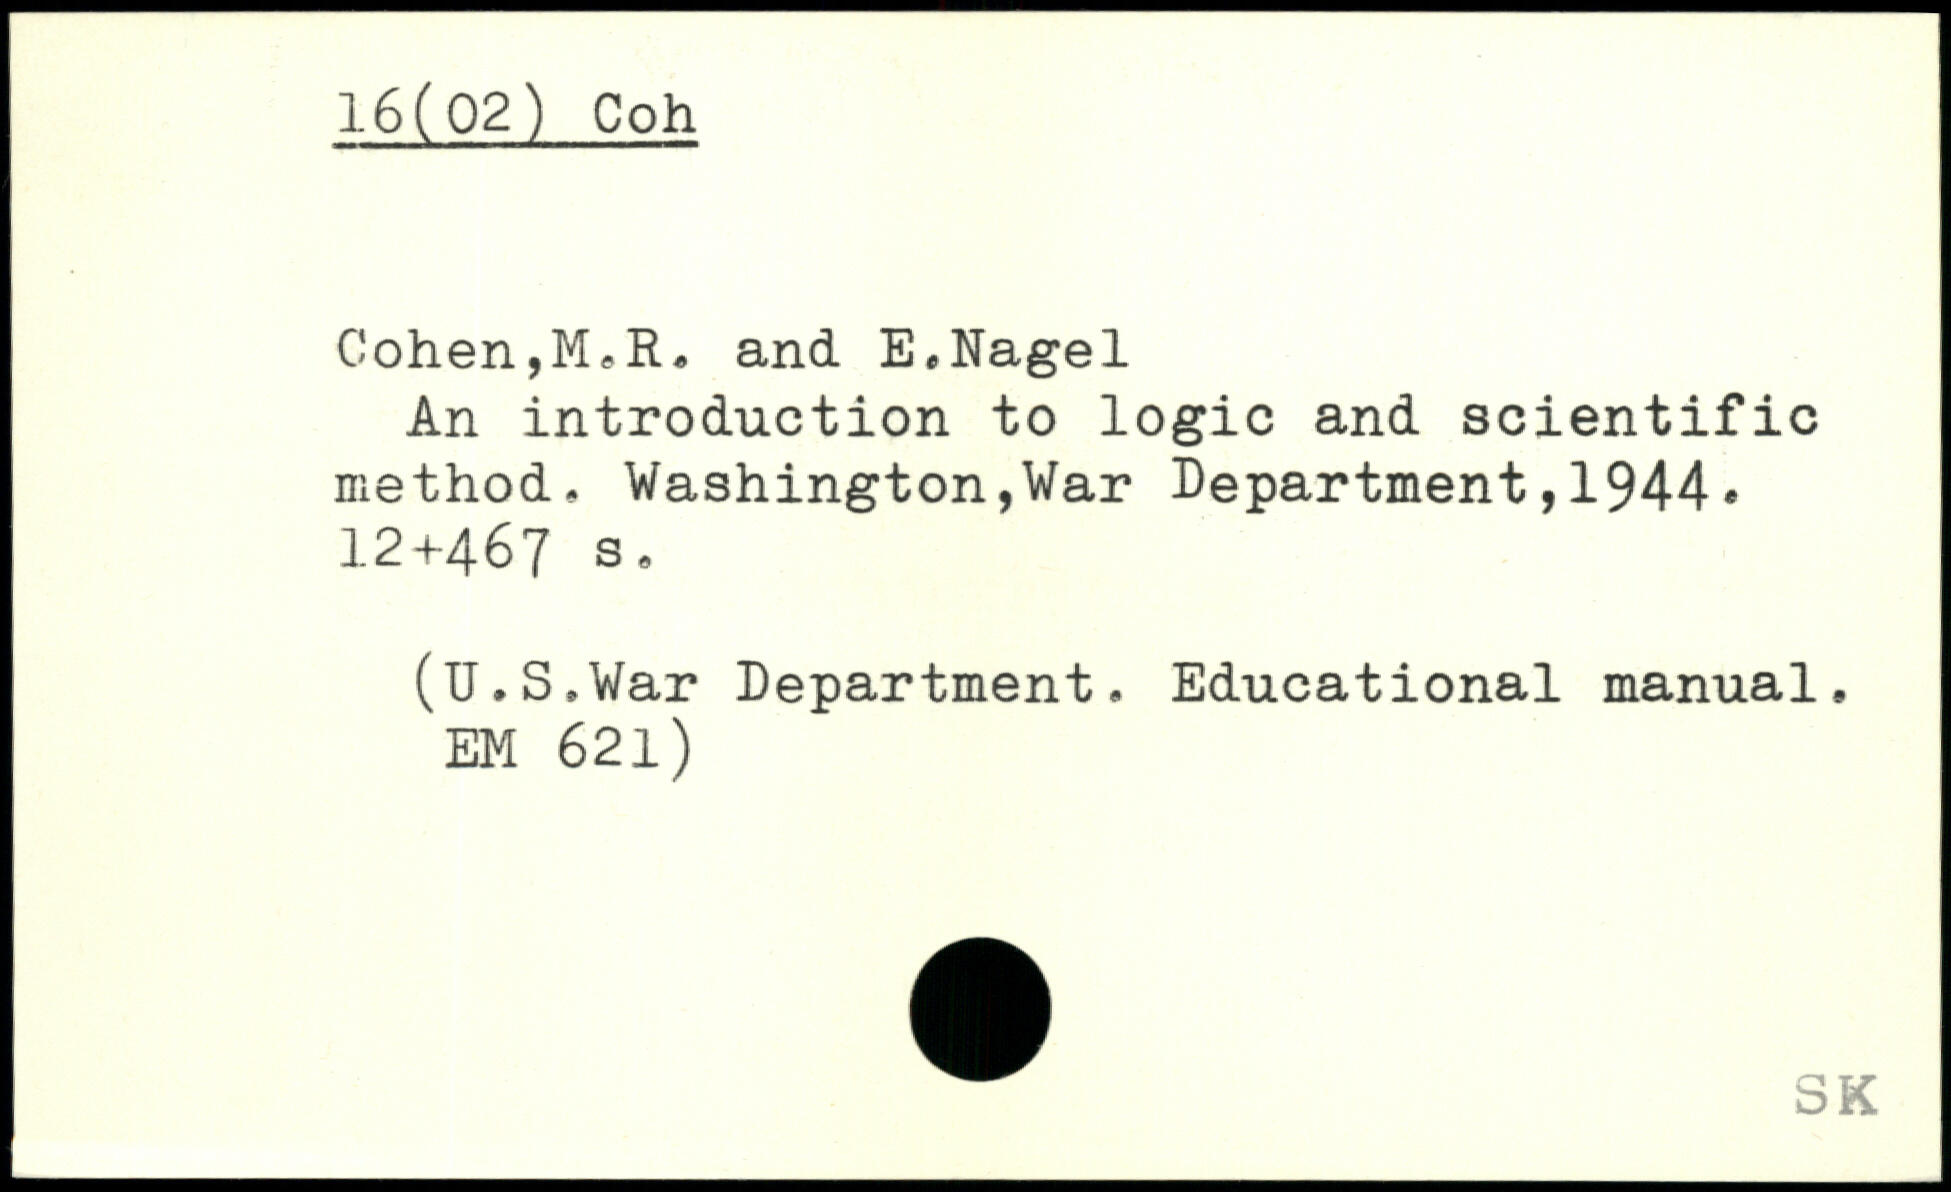 16(02) Coh
Cohen,M.R. and E.Nagel
An introduction to logic and scientific
method. Washington,War Department,1944.
12+467 s.
(U.S.War Department. Educational manual.
EM 621)
SK